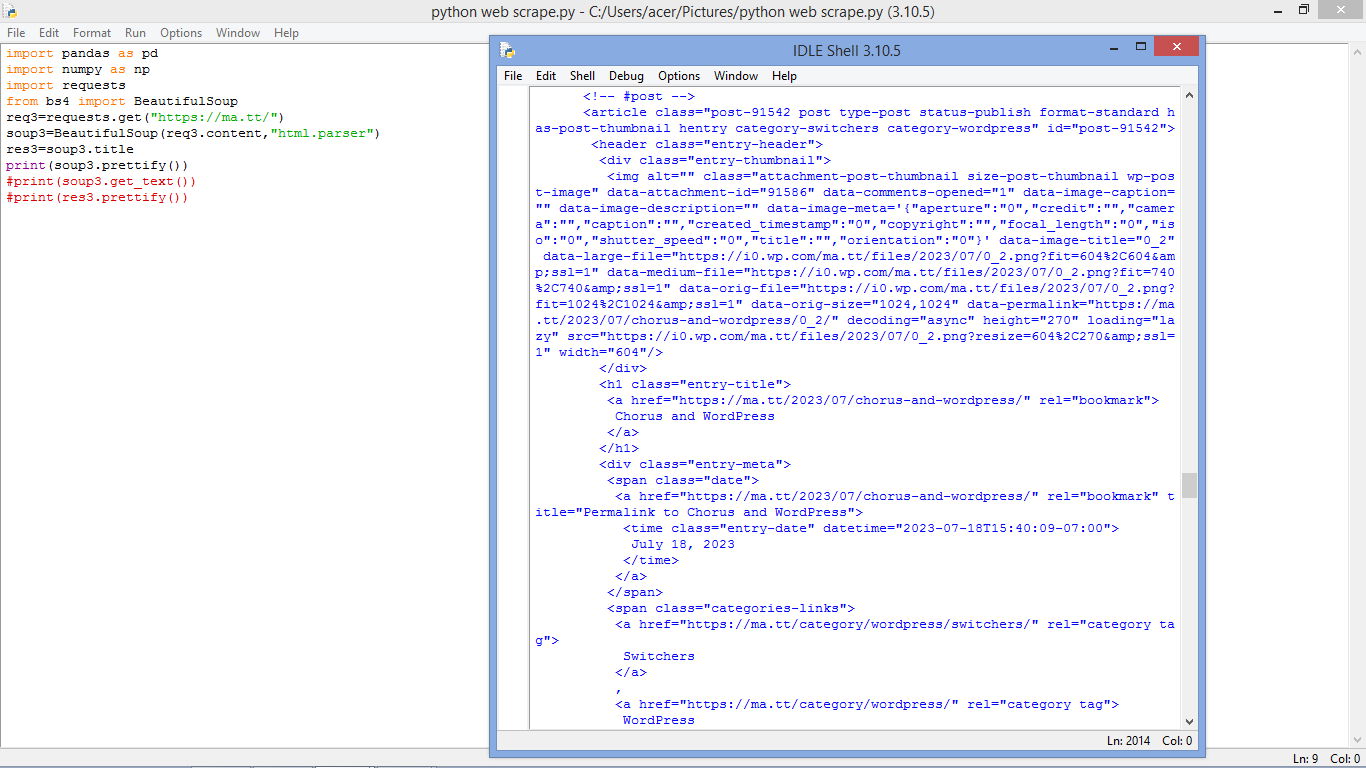 python web scrape.py - C:/Users/acer/Pictures/python web scrape.py (3.10.5)
File Edit Format Run Options Window Help
import pandas as pd
import numpy as np
import requests
from bs4 import BeautifulSoup
req3=requests.get("https://ma.tt/")
soup3=BeautifulSoup(req3.content,"html.parser")
res3=soup3.title
print(soup3.prettify())
#print(soup3.get_text())
#print(res3.prettify())
IDLE Shell 3.10.5
File Edit Shell Debug Options Window Help
<!-- #post -->
<article class="post-91542 post type-post status-publish format-standard h
as-post-thumbnail hentry category-switchers category-wordpress" id="post-91542">
<header class="entry-header">
<div class="entry-thumbnail">
<img alt="" class="attachment-post-thumbnail size-post-thumbnail wp-po
st-image" data-attachment-id="91586" data-comments-opened="1" data-image-caption=
"" data-image-description="" data-image-meta='{"aperture":"0","credit":"","camer
a":"","caption":"","created_timestamp":"0","copyright":"","focal_length":"0","is
o":"0","shutter_speed":"0","title":"","orientation":"0"}' data-image-title="0_2"
data-large-file="https://i0.wp.com/ma.tt/files/2023/07/0_2.png?fit=604%2C604&am
p;ssl=1" data-medium-file="https://i0.wp.com/ma.tt/files/2023/07/0_2.png?fit=740
%2C740&amp;ssl=1" data-orig-file="https://i0.wp.com/ma.tt/files/2023/07/0_2.png?
fit=1024%2C1024&amp;ssl=1" data-orig-size="1024,1024" data-permalink="https://ma
.tt/2023/07/chorus-and-wordpress/0_2/" decoding="async" height="270" loading="la
zy" src="https://i0.wp.com/ma.tt/files/2023/07/0_2.png?resize=604%2C270&amp;ssl=
1" width="604"/>
</div>
<h1 class="entry-title">
<a href="https://ma.tt/2023/07/chorus-and-wordpress/" rel="bookmark">
Chorus and WordPress
</a>
</h1>
<div class="entry-meta">
<span class="date">
<a href="https://ma.tt/2023/07/chorus-and-wordpress/" rel="bookmark" t
itle="Permalink to Chorus and WordPress">
<time class="entry-date" datetime="2023-07-18T15:40:09-07:00">
July 18, 2023
</time>
</a>
</span>
<span class="categories-links">
<a href="https://ma.tt/category/wordpress/switchers/" rel="category ta
g">
Switchers
</a>
,
<a href="https://ma.tt/category/wordpress/" rel="category tag">
WordPress
Ln: 2014 Col: 0
Ln: 9 Col: 0